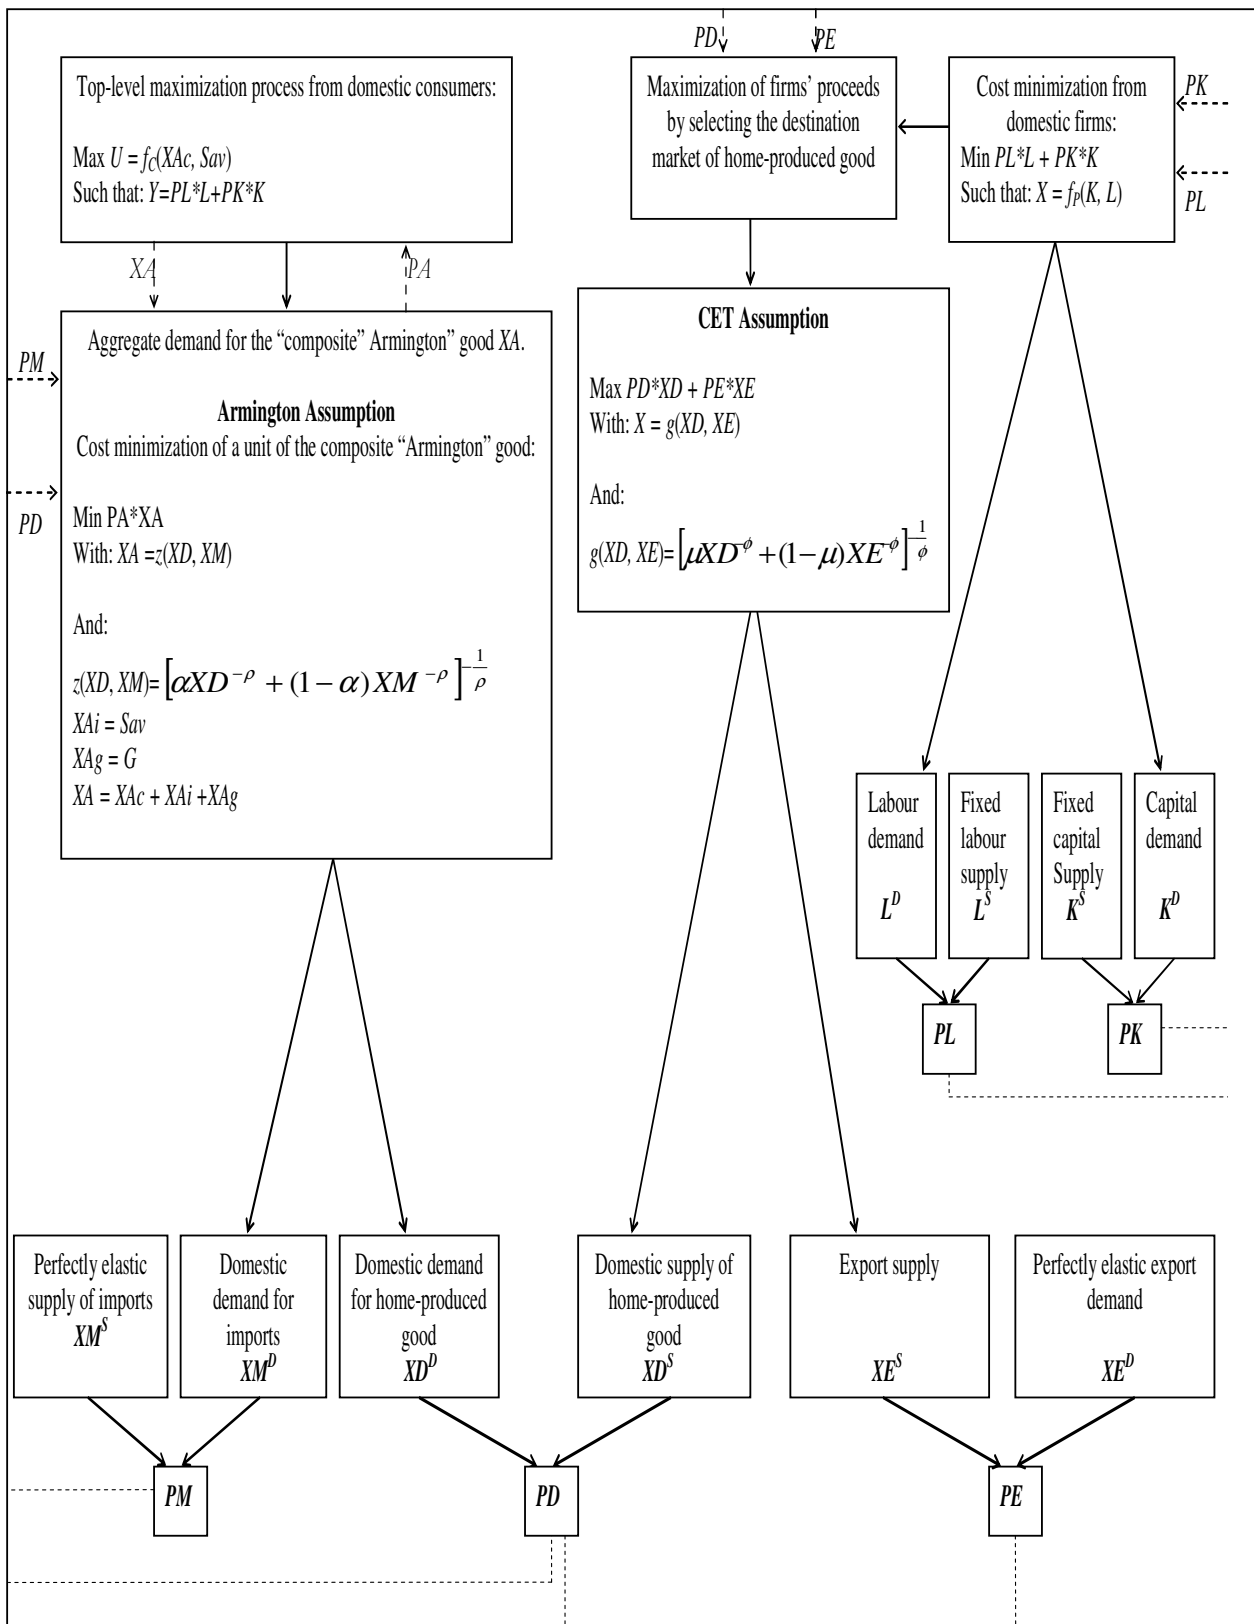 PD
PE
Top-level maximization process from domestic consumers:
Max U = f_C(XAc, Sav)
Such that: Y=PL*L+PK*K
Maximization of firms’ proceeds
by selecting the destination
market of home-produced good
Cost minimization from
domestic firms:
Min PL*L + PK*K
Such that: X = f_P(K, L)
PK
PL
XA
PA
PM
PD
Aggregate demand for the “composite” Armington” good XA.
Armington Assumption
Cost minimization of a unit of the composite “Armington” good:
Min PA*XA
With: XA =z(XD, XM)
And:
z(XD, XM)= [αXD^{-ρ} + (1-α)XM^{-ρ}]^{-1/ρ}
XAi = Sav
XAg = G
XA = XAc + XAi +XAg
CET Assumption
Max PD*XD + PE*XE
With: X = g(XD, XE)
And:
g(XD, XE)= [μXD^{-ϕ} + (1-μ)XE^{-ϕ}]^{-1/ϕ}
Labour
demand
L^D
Fixed
labour
supply
L^S
Fixed
capital
Supply
K^S
Capital
demand
K^D
PL
PK
Perfectly elastic
supply of imports
XM^S
Domestic
demand for
imports
XM^D
Domestic demand
for home-produced
good
XD^D
Domestic supply of
home-produced
good
XD^S
Export supply
XE^S
Perfectly elastic export
demand
XE^D
PM
PD
PE